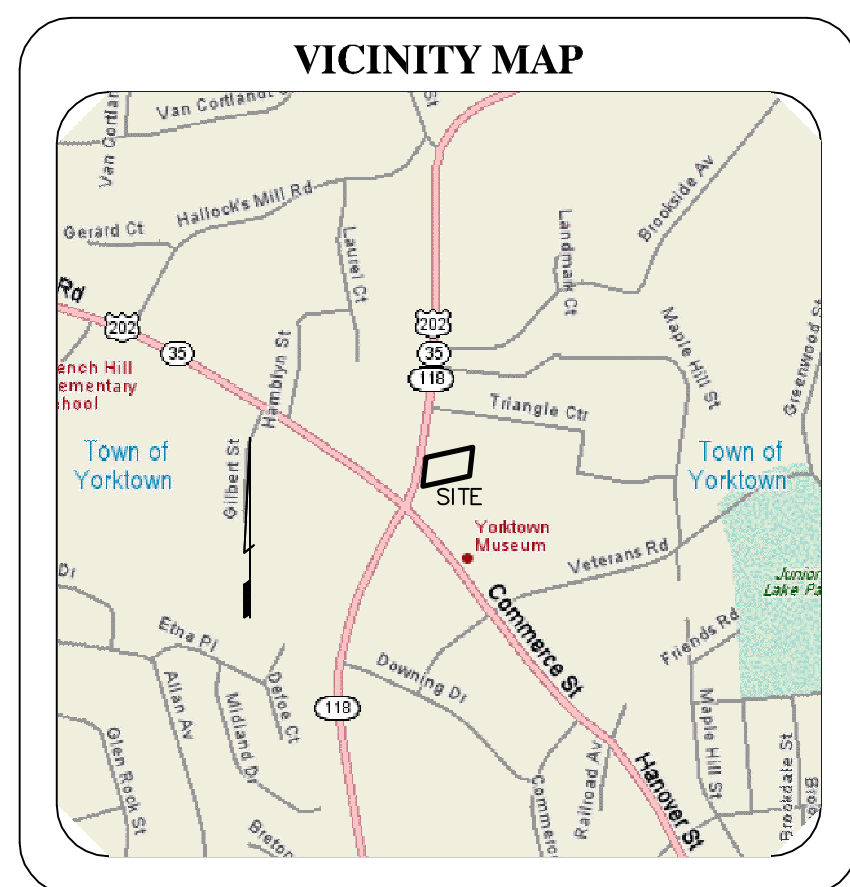 VICINITY MAP
Van Cortlandt
St
Van Cortlan
Hallock's Mill Rd
Gerard Ct
Laurel Ct
Landmark Ct
Brookside Av
Rd
202
35
202
35
118
ench Hill
ementary
chool
Hamblyn St
Maple Hill St
Greenwood St
Triangle Ctr
Town of
Yorktown
Gilbert St
SITE
Town of
Yorktown
Yorktown
Museum
Veterans Rd
Junior
Lake Pa
Dr
Commerce St
Friends Rd
Etna Pl
Allan Av
Midland Dr
Defoe Ct
Downing Dr
118
Maple Hill St
Glen Rock St
Railroad Av
Hanover St
Brookdale St
Broo
Commerc
Breton